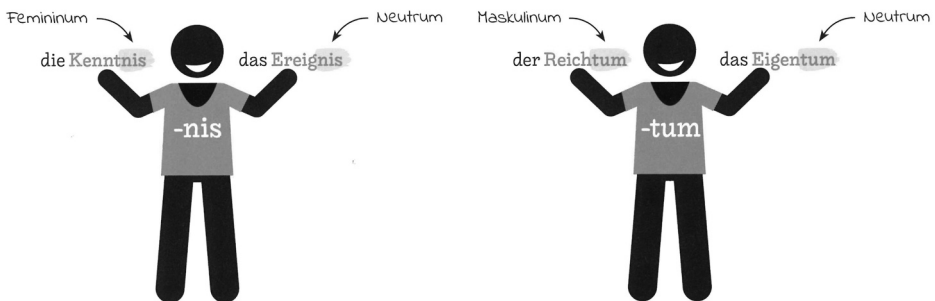 Femininum
Neutrum
die Kenntnis
das Ereignis
-nis
Maskulinum
Neutrum
der Reichtum
das Eigentum
-tum